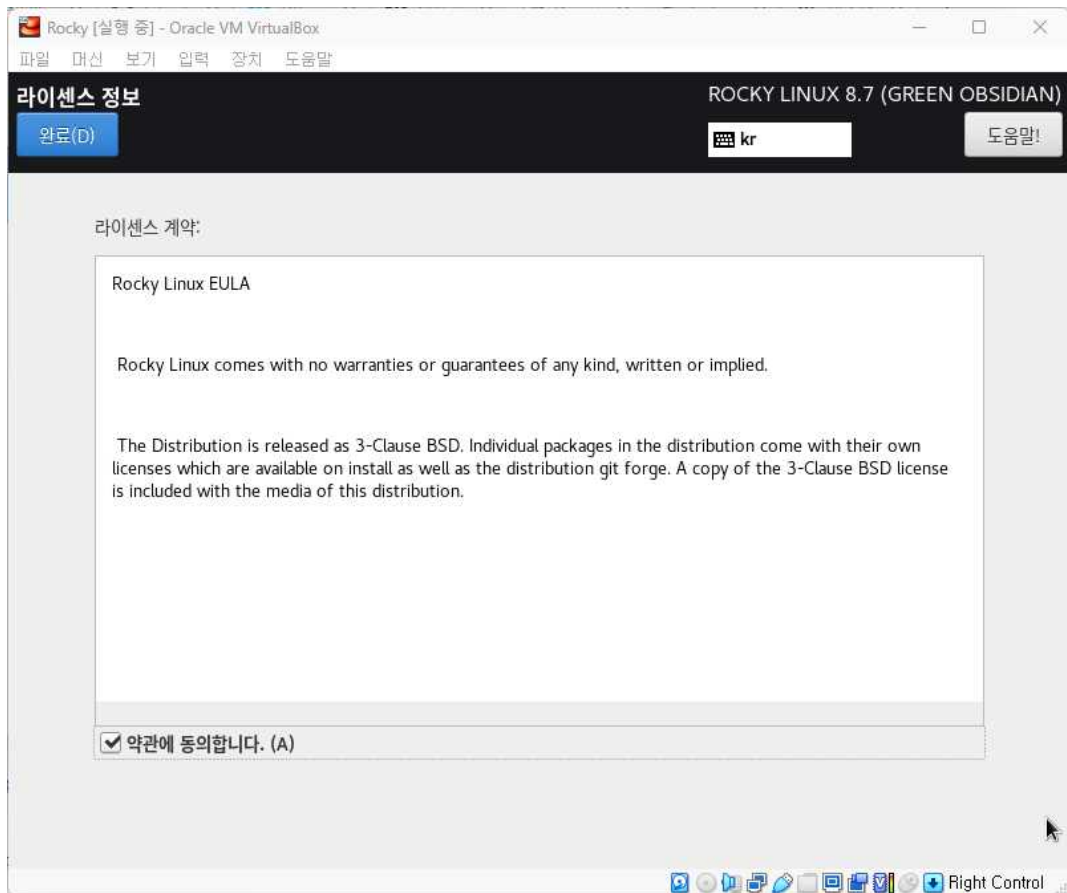 Rocky [실행 중] - Oracle VM VirtualBox
파일 머신 보기 입력 장치 도움말
라이센스 정보
ROCKY LINUX 8.7 (GREEN OBSIDIAN)
완료(D)
kr
도움말!
라이센스 계약:
Rocky Linux EULA
Rocky Linux comes with no warranties or guarantees of any kind, written or implied.
The Distribution is released as 3-Clause BSD. Individual packages in the distribution come with their own
licenses which are available on install as well as the distribution git forge. A copy of the 3-Clause BSD license
is included with the media of this distribution.
약관에 동의합니다. (A)
Right Control